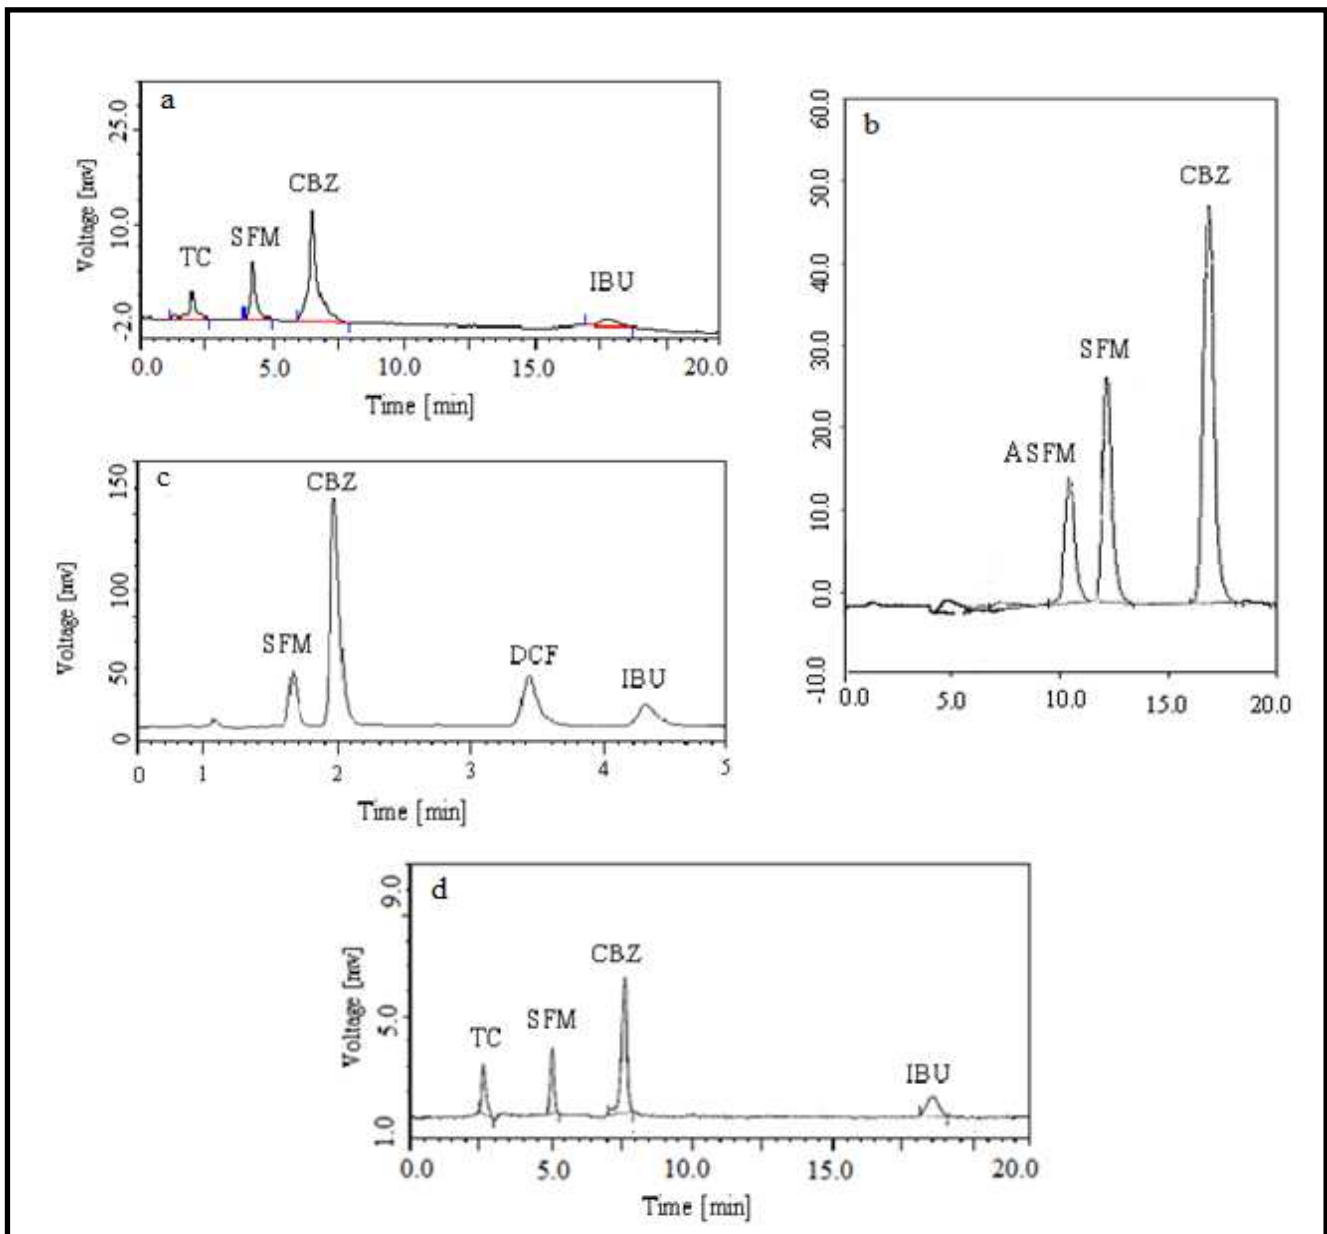 a
25.0
10.0
-2.0
Voltage [mv]
TC
SFM
CBZ
IBU
0.0 5.0 10.0 15.0 20.0
Time [min]
b
60.0
50.0
40.0
30.0
20.0
10.0
0.0
-10.0
ASFM
SFM
CBZ
0.0 5.0 10.0 15.0 20.0
c
150
100
50
0
Voltage [mv]
SFM
CBZ
DCF
IBU
0 1 2 3 4 5
Time [min]
d
9.0
5.0
1.0
Voltage [mv]
TC
SFM
CBZ
IBU
0.0 5.0 10.0 15.0 20.0
Time [min]